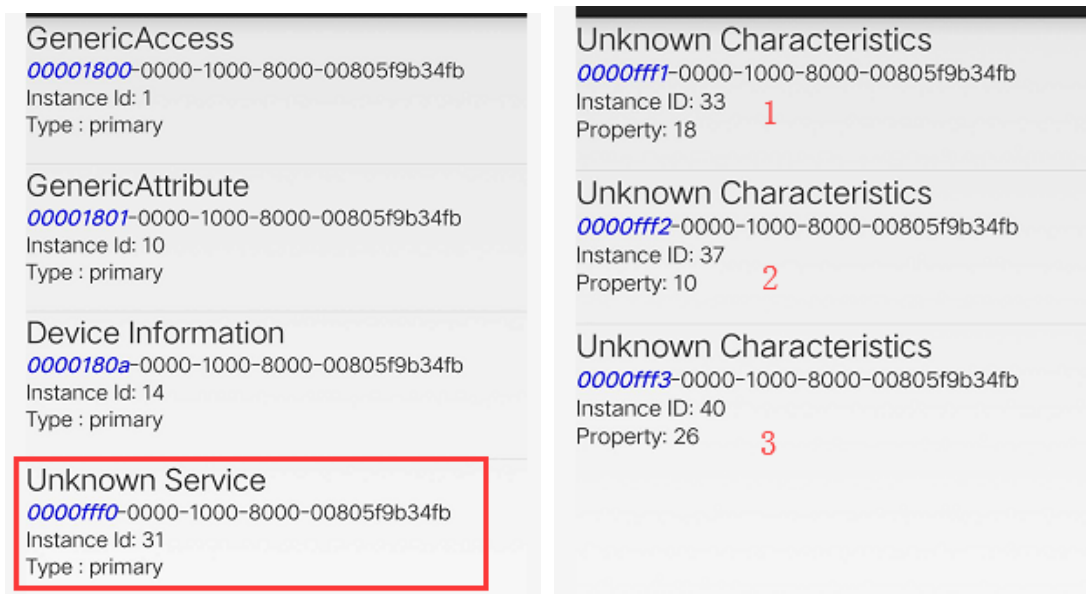 GenericAccess
00001800-0000-1000-8000-00805f9b34fb
Instance Id: 1
Type : primary
GenericAttribute
00001801-0000-1000-8000-00805f9b34fb
Instance Id: 10
Type : primary
Device Information
0000180a-0000-1000-8000-00805f9b34fb
Instance Id: 14
Type : primary
Unknown Service
0000fff0-0000-1000-8000-00805f9b34fb
Instance Id: 31
Type : primary
Unknown Characteristics
0000fff1-0000-1000-8000-00805f9b34fb
Instance ID: 33
Property: 18
1
Unknown Characteristics
0000fff2-0000-1000-8000-00805f9b34fb
Instance ID: 37
Property: 10
2
Unknown Characteristics
0000fff3-0000-1000-8000-00805f9b34fb
Instance ID: 40
Property: 26
3